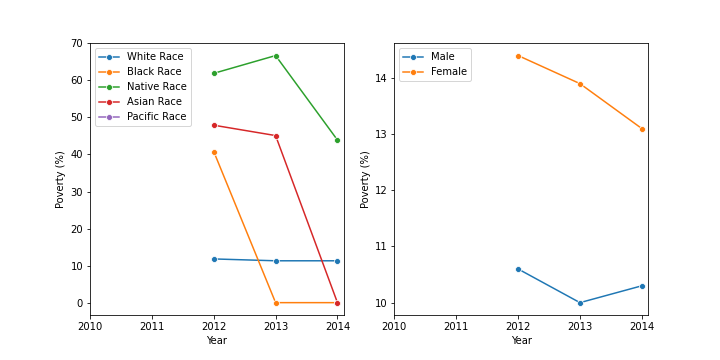 White Race
Black Race
Native Race
Asian Race
Pacific Race
Poverty (%)
70
60
50
40
30
20
10
0
2010 2011 2012 2013 2014
Year
Male
Female
Poverty (%)
14
13
12
11
10
2010 2011 2012 2013 2014
Year